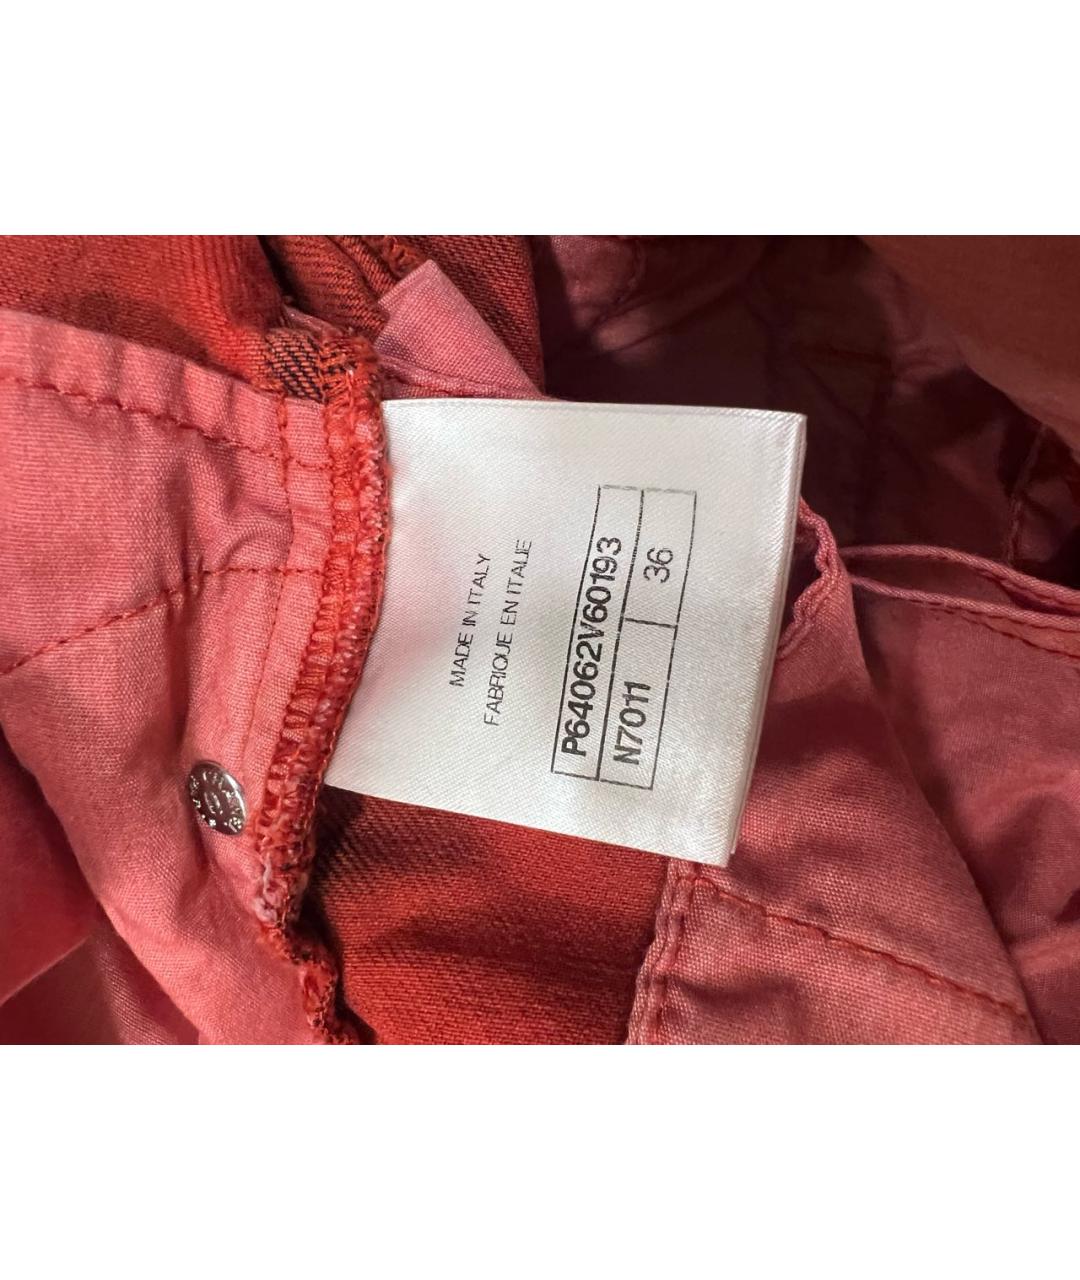 MADE IN ITALY
FABRIQUE EN ITALIE
P64062V60193
N7011 36